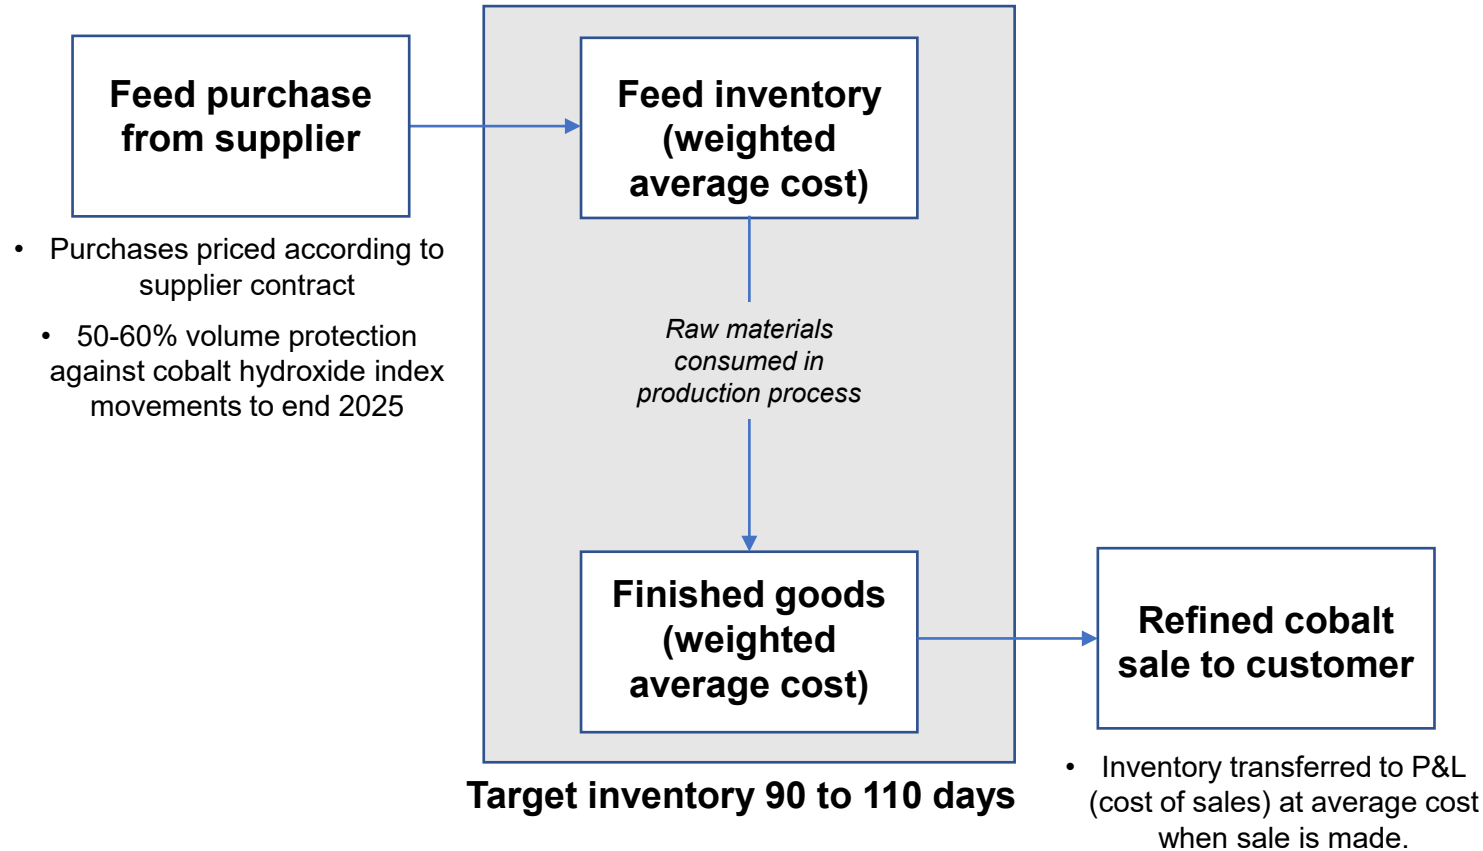 Feed purchase
from supplier
• Purchases priced according to
supplier contract
• 50-60% volume protection
against cobalt hydroxide index
movements to end 2025
Feed inventory
(weighted
average cost)
Raw materials
consumed in
production process
Finished goods
(weighted
average cost)
Target inventory 90 to 110 days
Refined cobalt
sale to customer
• Inventory transferred to P&L
(cost of sales) at average cost
when sale is made.